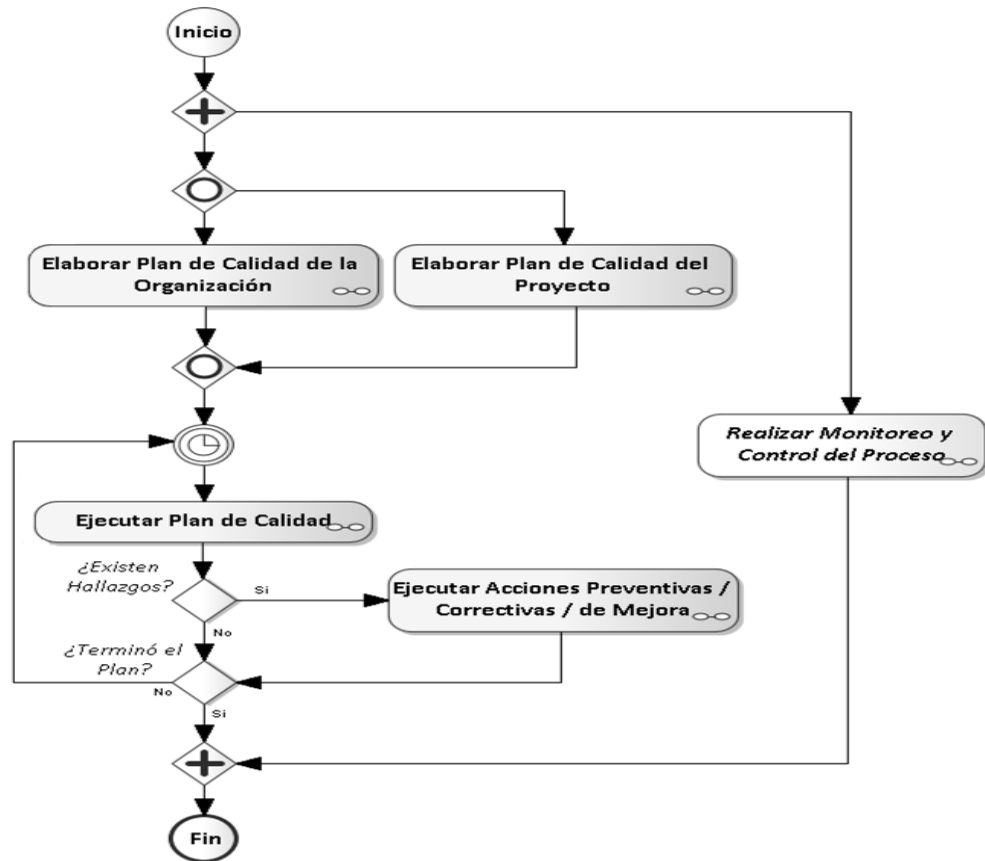 Inicio
Elaborar Plan de Calidad de la
Organización
Elaborar Plan de Calidad del
Proyecto
Realizar Monitoreo y
Control del Proceso
Ejecutar Plan de Calidad
¿Existen
Hallazgos?
Si
Ejecutar Acciones Preventivas /
Correctivas / de Mejora
No
¿Terminó el
Plan?
No
Si
Fin